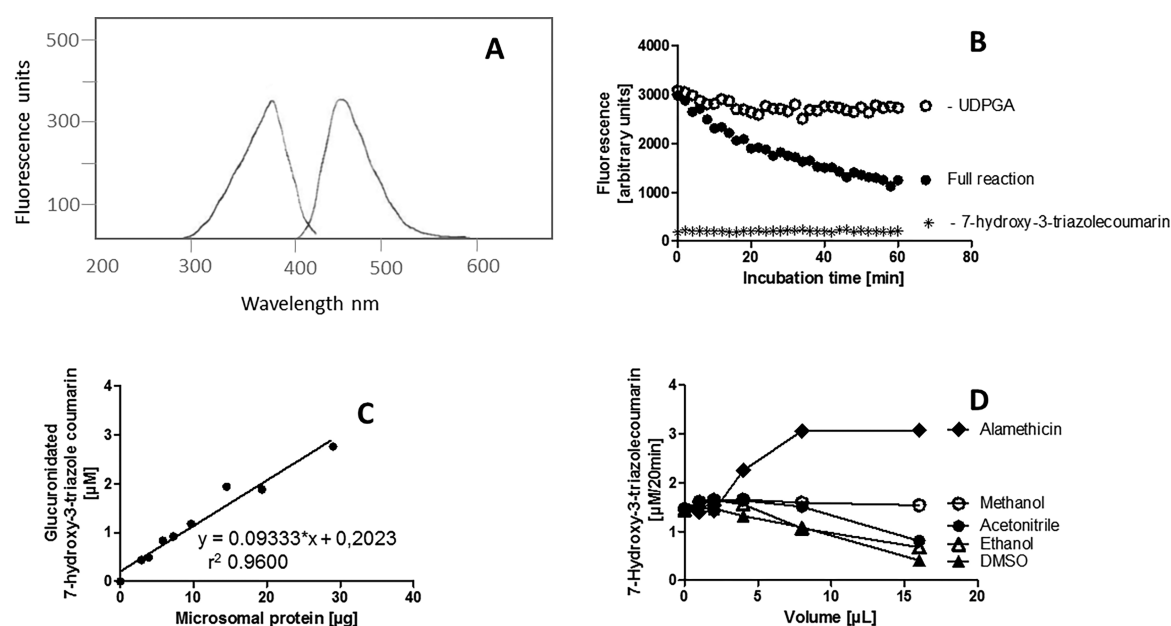 A
Fluorescence units
500
300
100
200
300
400
500
600
Wavelength nm
B
Fluorescence
[arbitrary units]
4000
3000
2000
1000
0
0
20
40
60
80
Incubation time [min]
- UDPGA
Full reaction
- 7-hydroxy-3-triazolecoumarin
C
Glucuronidated
7-hydroxy-3-triazole coumarin
[µM]
4
3
2
1
0
y = 0.09333*x + 0,2023
r² 0.9600
0
10
20
30
40
Microsomal protein [µg]
D
7-Hydroxy-3-triazolecoumarin
[µM/20min]
4
3
2
1
0
0
5
10
15
20
Volume [µL]
Alamethicin
Methanol
Acetonitrile
Ethanol
DMSO